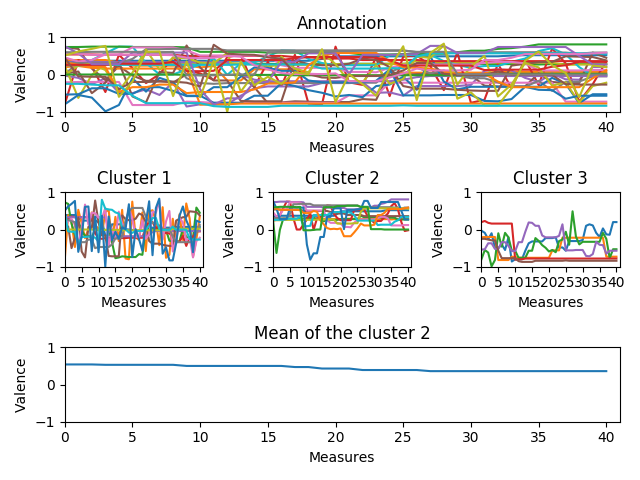 Annotation
Valence
1
0
−1
0 5 10 15 20 25 30 35 40
Measures
Cluster 1 Cluster 2 Cluster 3
Valence Valence Valence
1 1 1
0 0 0
−1 −1 −1
0 5 10 15 20 25 30 35 40 0 5 10 15 20 25 30 35 40 0 5 10 15 20 25 30 35 40
Measures Measures Measures
Mean of the cluster 2
Valence
1
0
−1
0 5 10 15 20 25 30 35 40
Measures